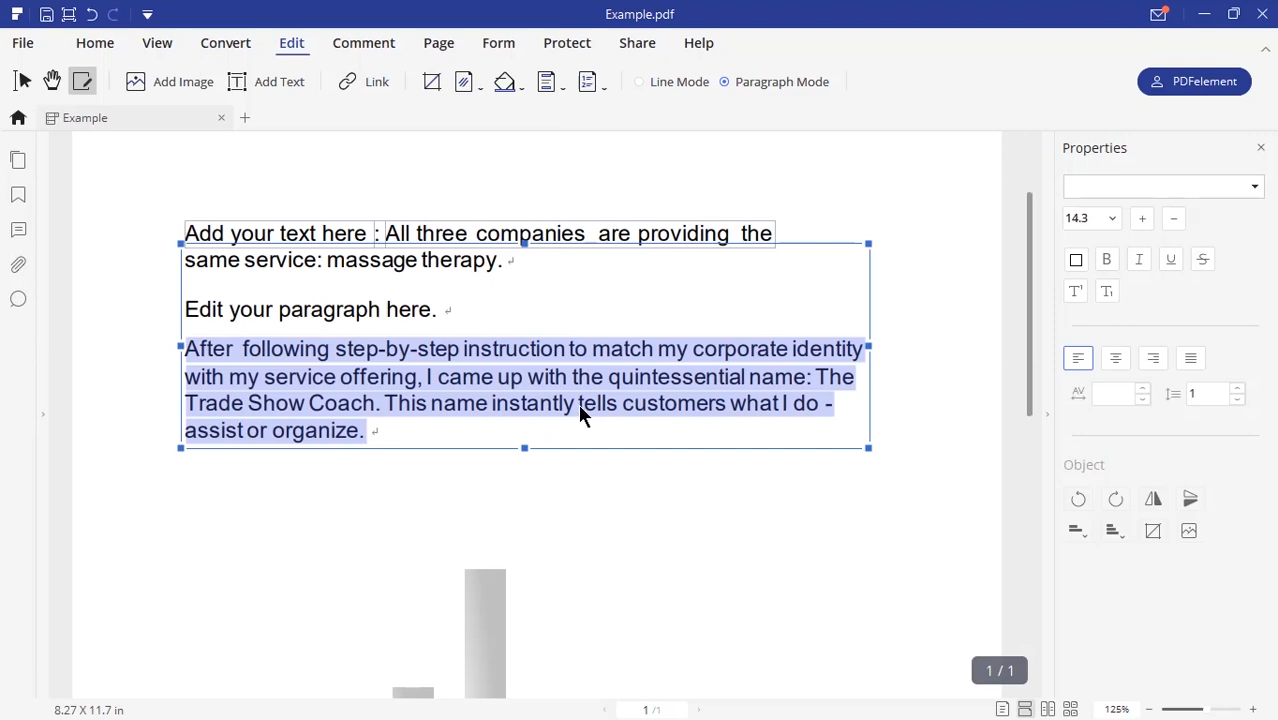 Example.pdf
File Home View Convert Edit Comment Page Form Protect Share Help
Add Image Add Text Link Line Mode Paragraph Mode PDFelement
Example
Properties
Add your text here : All three companies are providing the
same service: massage therapy.
Edit your paragraph here.
After following step-by-step instruction to match my corporate identity
with my service offering, I came up with the quintessential name: The
Trade Show Coach. This name instantly tells customers what I do -
assist or organize.
14.3
B I U S
T¹ T₁
AV 1
Object
1 / 1
8.27 X 11.7 in 1 /1 125%